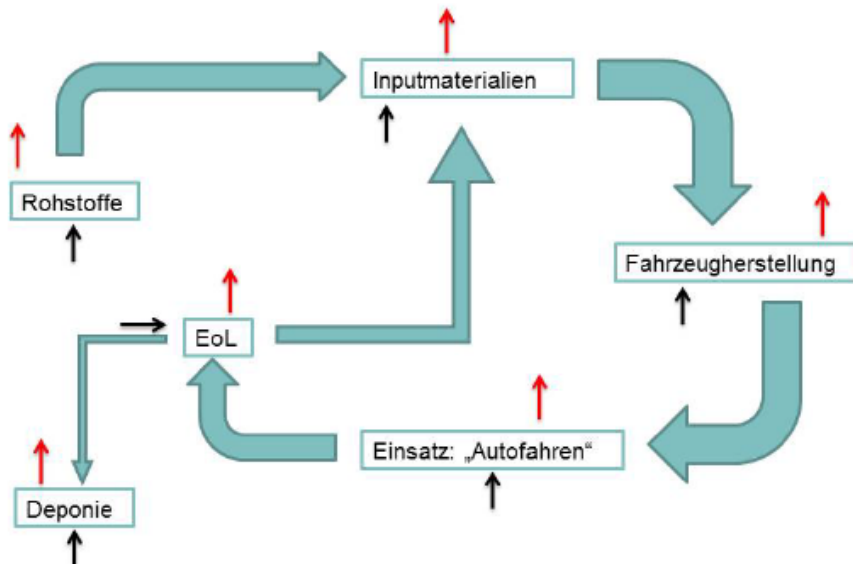 Inputmaterialien
Rohstoffe
Fahrzeugherstellung
EoL
Einsatz: „Autofahren“
Deponie